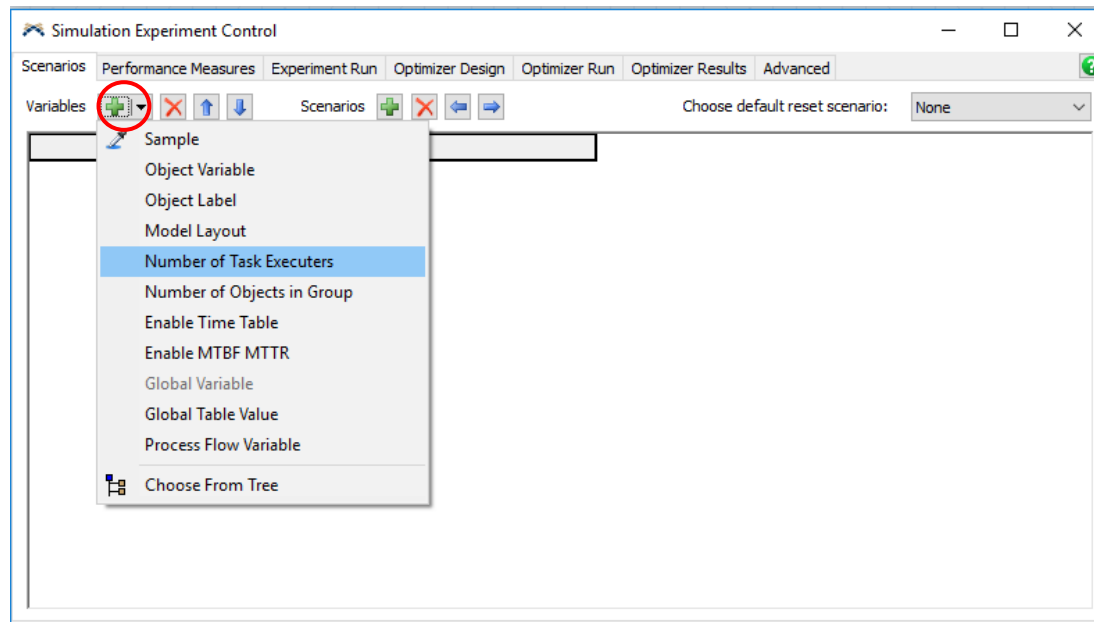 Simulation Experiment Control
Scenarios Performance Measures Experiment Run Optimizer Design Optimizer Run Optimizer Results Advanced
Variables Scenarios Choose default reset scenario: None
Sample
Object Variable
Object Label
Model Layout
Number of Task Executers
Number of Objects in Group
Enable Time Table
Enable MTBF MTTR
Global Variable
Global Table Value
Process Flow Variable
Choose From Tree